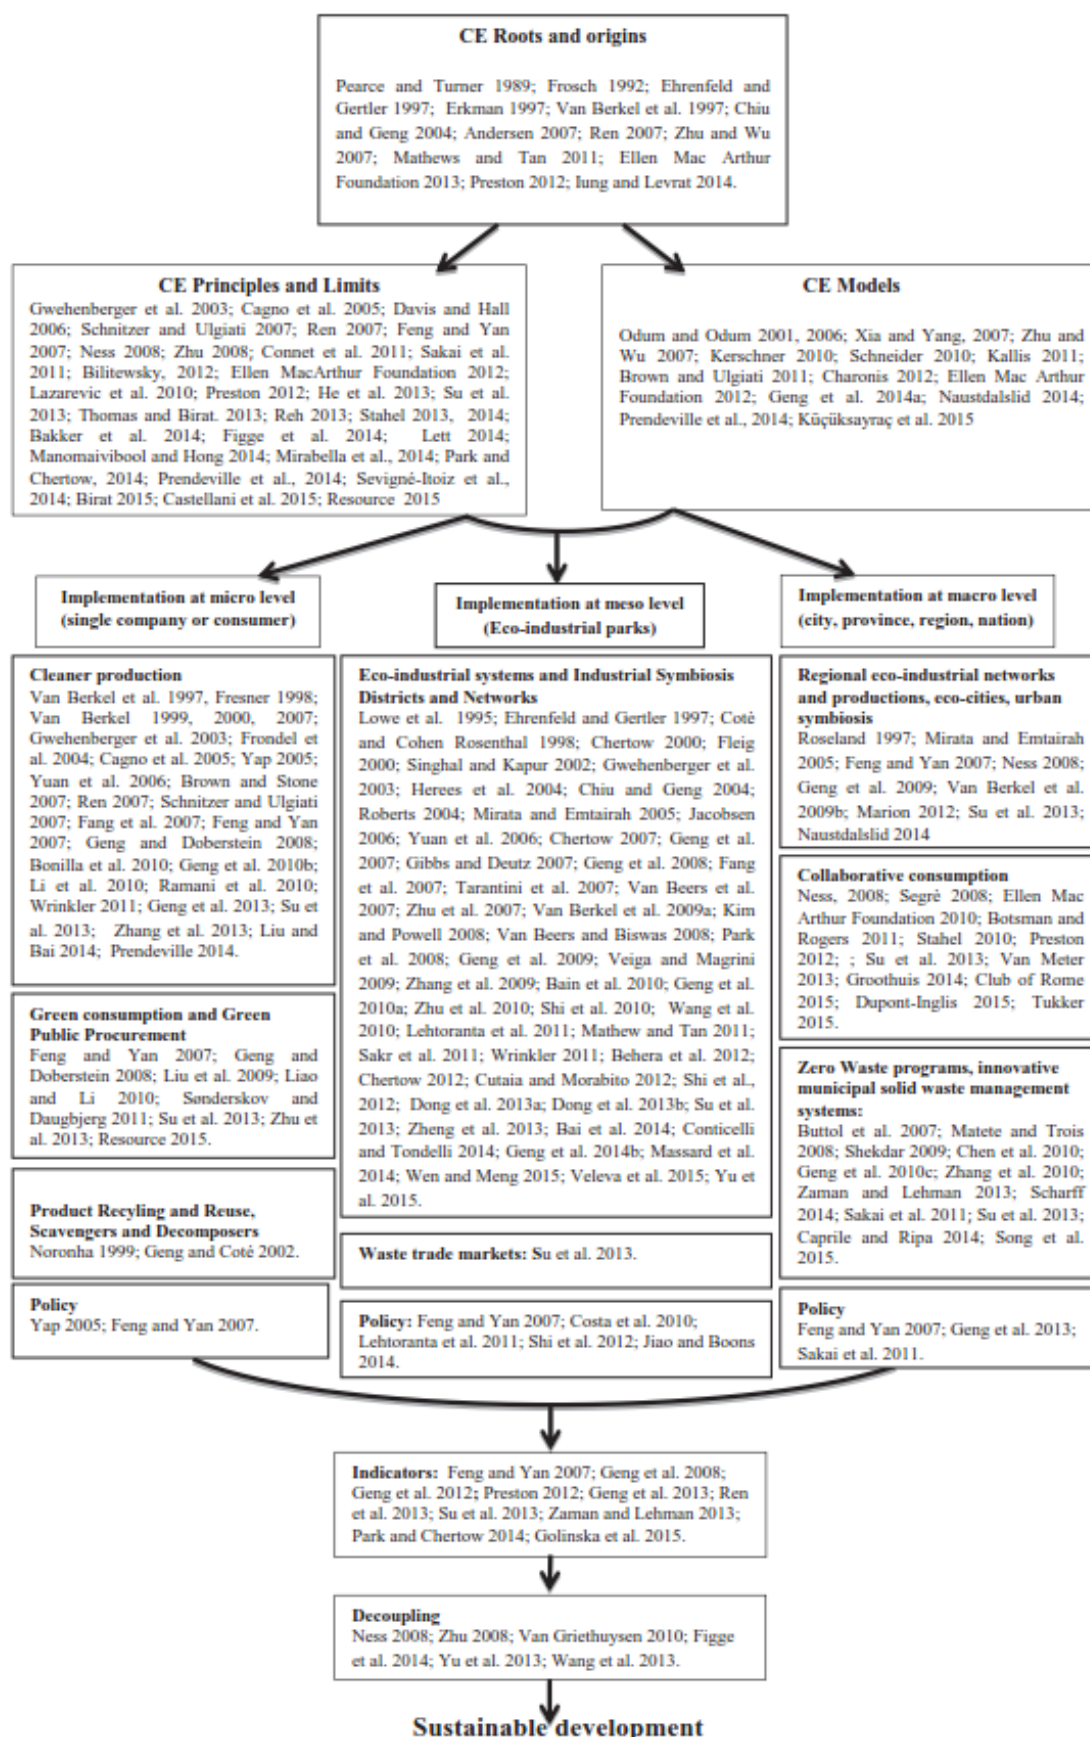 CE Roots and origins
Pearce and Turner 1989; Frosch 1992; Ehrenfeld and
Gertler 1997; Erkman 1997; Van Berkel et al. 1997; Chiu
and Geng 2004; Andersen 2007; Ren 2007; Zhu and Wu
2007; Mathews and Tan 2011; Ellen Mac Arthur
Foundation 2013; Preston 2012; Iung and Levrat 2014.
CE Principles and Limits
Gwehenberger et al. 2003; Cagno et al. 2005; Davis and Hall
2006; Schnitzer and Ulgiati 2007; Ren 2007; Feng and Yan
2007; Ness 2008; Zhu 2008; Connet et al. 2011; Sakai et al.
2011; Bilitewsky, 2012; Ellen MacArthur Foundation 2012;
Lazarevic et al. 2010; Preston 2012; He et al. 2013; Su et al.
2013; Thomas and Birat. 2013; Reh 2013; Stahel 2013, 2014;
Bakker et al. 2014; Figge et al. 2014; Lett 2014;
Manomaivibool and Hong 2014; Mirabella et al., 2014; Park and
Chertow, 2014; Prendeville et al., 2014; Sevigné-Itoiz et al.,
2014; Birat 2015; Castellani et al. 2015; Resource 2015
CE Models
Odum and Odum 2001, 2006; Xia and Yang, 2007; Zhu and
Wu 2007; Kerschner 2010; Schneider 2010; Kallis 2011;
Brown and Ulgiati 2011; Charonis 2012; Ellen Mac Arthur
Foundation 2012; Geng et al. 2014a; Naustdalslid 2014;
Prendeville et al., 2014; Küçüksayraç et al. 2015
Implementation at micro level
(single company or consumer)
Implementation at meso level
(Eco-industrial parks)
Implementation at macro level
(city, province, region, nation)
Cleaner production
Van Berkel et al. 1997, Fresner 1998;
Van Berkel 1999, 2000, 2007;
Gwehenberger et al. 2003; Frondel et
al. 2004; Cagno et al. 2005; Yap 2005;
Yuan et al. 2006; Brown and Stone
2007; Ren 2007; Schnitzer and Ulgiati
2007; Fang et al. 2007; Feng and Yan
2007; Geng and Doberstein 2008;
Bonilla et al. 2010; Geng et al. 2010b;
Li et al. 2010; Ramani et al. 2010;
Wrinkler 2011; Geng et al. 2013; Su et
al. 2013; Zhang et al. 2013; Liu and
Bai 2014; Prendeville 2014.
Green consumption and Green
Public Procurement
Feng and Yan 2007; Geng and
Doberstein 2008; Liu et al. 2009; Liao
and Li 2010; Sønderskov and
Daugbjerg 2011; Su et al. 2013; Zhu et
al. 2013; Resource 2015.
Product Recyling and Reuse,
Scavengers and Decomposers
Noronha 1999; Geng and Coté 2002.
Policy
Yap 2005; Feng and Yan 2007.
Eco-industrial systems and Industrial Symbiosis
Districts and Networks
Lowe et al. 1995; Ehrenfeld and Gertler 1997; Cotè
and Cohen Rosenthal 1998; Chertow 2000; Fleig
2000; Singhal and Kapur 2002; Gwehenberger et al.
2003; Herees et al. 2004; Chiu and Geng 2004;
Roberts 2004; Mirata and Emtairah 2005; Jacobsen
2006; Yuan et al. 2006; Chertow 2007; Geng et al.
2007; Gibbs and Deutz 2007; Geng et al. 2008; Fang
et al. 2007; Tarantini et al. 2007; Van Beers et al.
2007; Zhu et al. 2007; Van Berkel et al. 2009a; Kim
and Powell 2008; Van Beers and Biswas 2008; Park
et al. 2008; Geng et al. 2009; Veiga and Magrini
2009; Zhang et al. 2009; Bain et al. 2010; Geng et al.
2010a; Zhu et al. 2010; Shi et al. 2010; Wang et al.
2010; Lehtoranta et al. 2011; Mathew and Tan 2011;
Sakr et al. 2011; Wrinkler 2011; Behera et al. 2012;
Chertow 2012; Cutaia and Morabito 2012; Shi et al.,
2012; Dong et al. 2013a; Dong et al. 2013b; Su et al.
2013; Zheng et al. 2013; Bai et al. 2014; Conticelli
and Tondelli 2014; Geng et al. 2014b; Massard et al.
2014; Wen and Meng 2015; Veleva et al. 2015; Yu et
al. 2015.
Waste trade markets: Su et al. 2013.
Policy: Feng and Yan 2007; Costa et al. 2010;
Lehtoranta et al. 2011; Shi et al. 2012; Jiao and Boons
2014.
Regional eco-industrial networks
and productions, eco-cities, urban
symbiosis
Roseland 1997; Mirata and Emtairah
2005; Feng and Yan 2007; Ness 2008;
Geng et al. 2009; Van Berkel et al.
2009b; Marion 2012; Su et al. 2013;
Naustdalslid 2014
Collaborative consumption
Ness, 2008; Segrè 2008; Ellen Mac
Arthur Foundation 2010; Botsman and
Rogers 2011; Stahel 2010; Preston
2012; ; Su et al. 2013; Van Meter
2013; Groothuis 2014; Club of Rome
2015; Dupont-Inglis 2015; Tukker
2015.
Zero Waste programs, innovative
municipal solid waste management
systems:
Buttol et al. 2007; Matete and Trois
2008; Shekdar 2009; Chen et al. 2010;
Geng et al. 2010c; Zhang et al. 2010;
Zaman and Lehman 2013; Scharff
2014; Sakai et al. 2011; Su et al. 2013;
Caprile and Ripa 2014; Song et al.
2015.
Policy
Feng and Yan 2007; Geng et al. 2013;
Sakai et al. 2011.
Indicators: Feng and Yan 2007; Geng et al. 2008;
Geng et al. 2012; Preston 2012; Geng et al. 2013; Ren
et al. 2013; Su et al. 2013; Zaman and Lehman 2013;
Park and Chertow 2014; Golinska et al. 2015.
Decoupling
Ness 2008; Zhu 2008; Van Griethuysen 2010; Figge
et al. 2014; Yu et al. 2013; Wang et al. 2013.
Sustainable development